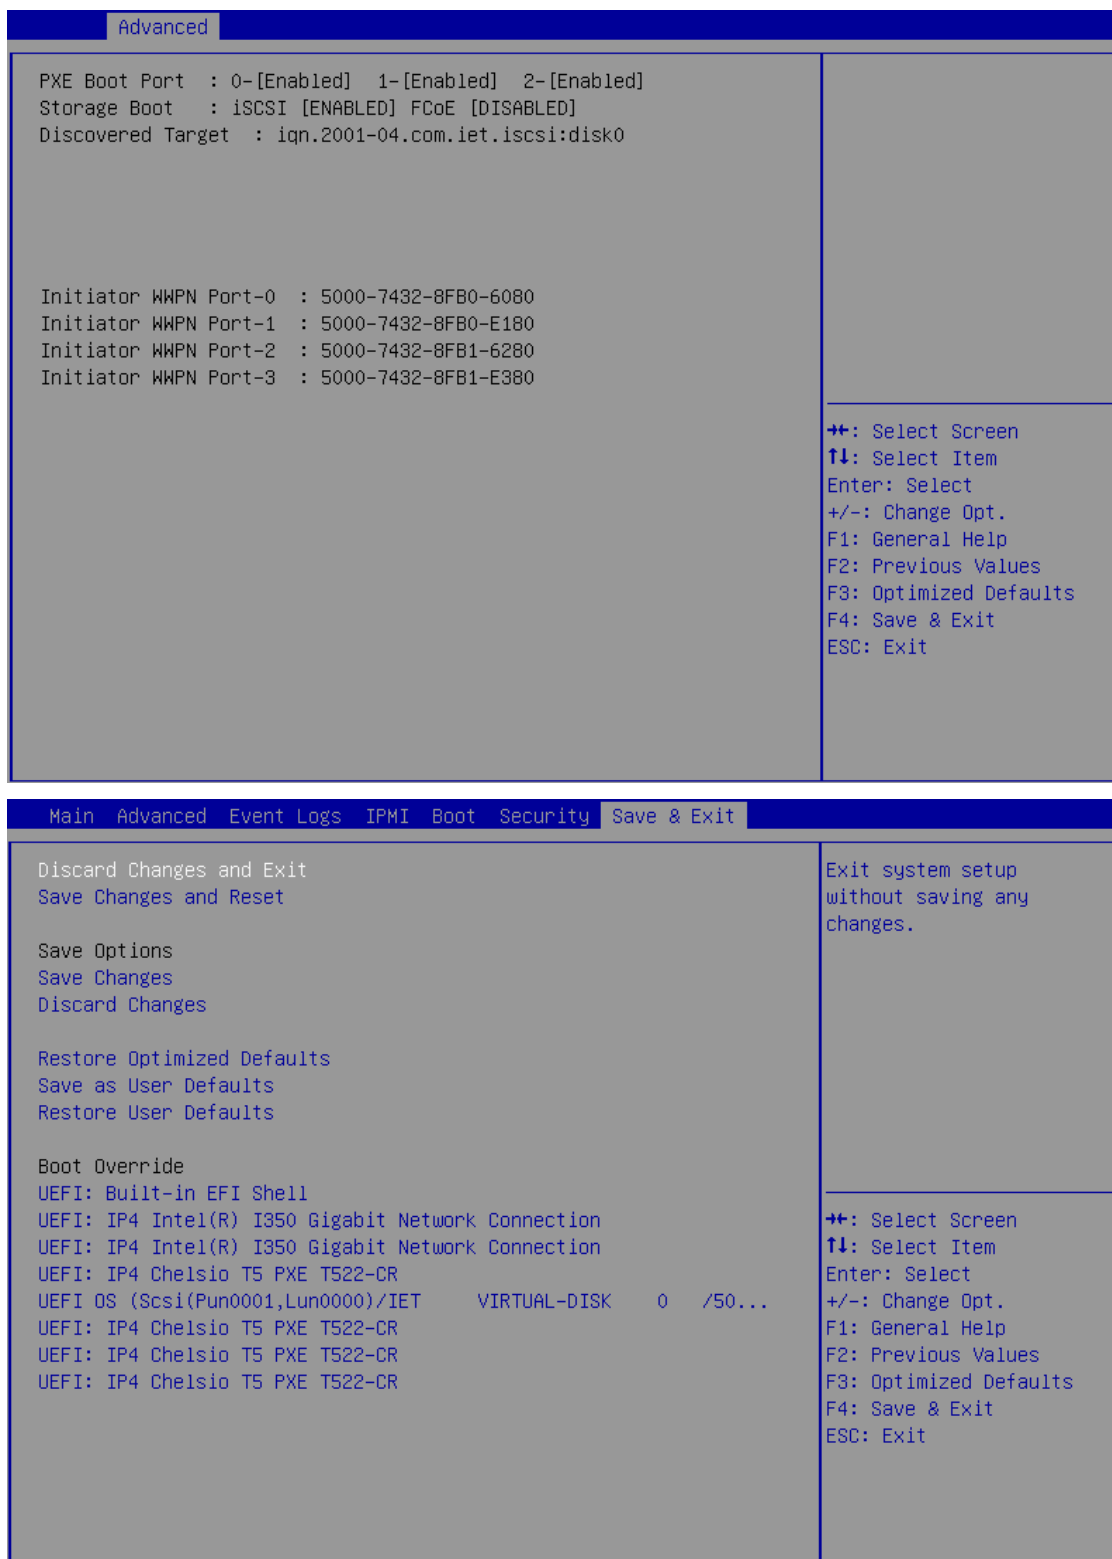 Advanced
PXE Boot Port  : 0-[Enabled]  1-[Enabled]  2-[Enabled]
Storage Boot   : iSCSI [ENABLED] FCoE [DISABLED]
Discovered Target  : iqn.2001-04.com.iet.iscsi:disk0
Initiator WWPN Port-0  : 5000-7432-8FB0-6080
Initiator WWPN Port-1  : 5000-7432-8FB0-E180
Initiator WWPN Port-2  : 5000-7432-8FB1-6280
Initiator WWPN Port-3  : 5000-7432-8FB1-E380
→←: Select Screen
↑↓: Select Item
Enter: Select
+/-: Change Opt.
F1: General Help
F2: Previous Values
F3: Optimized Defaults
F4: Save & Exit
ESC: Exit
Main  Advanced  Event Logs  IPMI  Boot  Security  Save & Exit
Discard Changes and Exit
Save Changes and Reset
Save Options
Save Changes
Discard Changes
Restore Optimized Defaults
Save as User Defaults
Restore User Defaults
Boot Override
UEFI: Built-in EFI Shell
UEFI: IP4 Intel(R) I350 Gigabit Network Connection
UEFI: IP4 Intel(R) I350 Gigabit Network Connection
UEFI: IP4 Chelsio T5 PXE T522-CR
UEFI OS (Scsi(Pun0001,Lun0000)/IET     VIRTUAL-DISK    0   /50...
UEFI: IP4 Chelsio T5 PXE T522-CR
UEFI: IP4 Chelsio T5 PXE T522-CR
UEFI: IP4 Chelsio T5 PXE T522-CR
Exit system setup
without saving any
changes.
→←: Select Screen
↑↓: Select Item
Enter: Select
+/-: Change Opt.
F1: General Help
F2: Previous Values
F3: Optimized Defaults
F4: Save & Exit
ESC: Exit